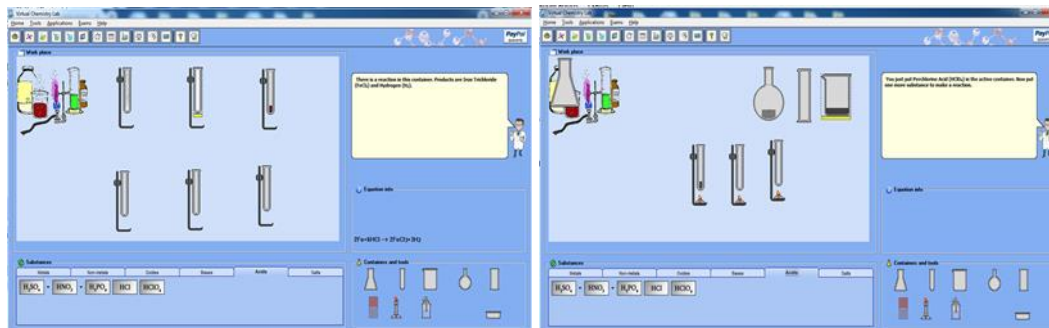 Virtual Chemistry Lab
Home Tools Applications Exams Help
PayPal
Work place
There is a reaction in this container. Products are Iron Trichloride
(FeCl₃) and Hydrogen (H₂).
Equation info
2Fe+6HCl -> 2FeCl3+3H2
Substances
Metals Non-metals Oxides Bases Acids Salts
H₂SO₄ HNO₃ H₃PO₄ HCl HClO₄
Containers and tools
Virtual Chemistry Lab
Home Tools Applications Exams Help
PayPal
Work place
You just put Perchlorine Acid (HClO₄) in the active container. Now put
one more substance to make a reaction.
Equation info
Substances
Metals Non-metals Oxides Bases Acids Salts
H₂SO₄ HNO₃ H₃PO₄ HCl HClO₄
Containers and tools